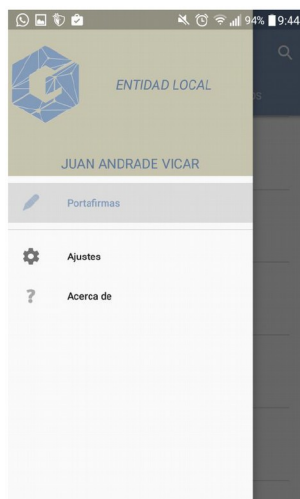 94% 9:44
ENTIDAD LOCAL
JUAN ANDRADE VICAR
Portafirmas
Ajustes
? Acerca de